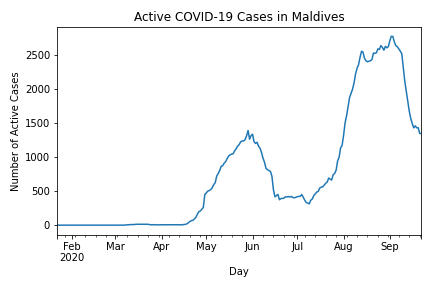 Active COVID-19 Cases in Maldives
Number of Active Cases
2500
2000
1500
1000
500
0
Feb Mar Apr May Jun Jul Aug Sep
2020
Day